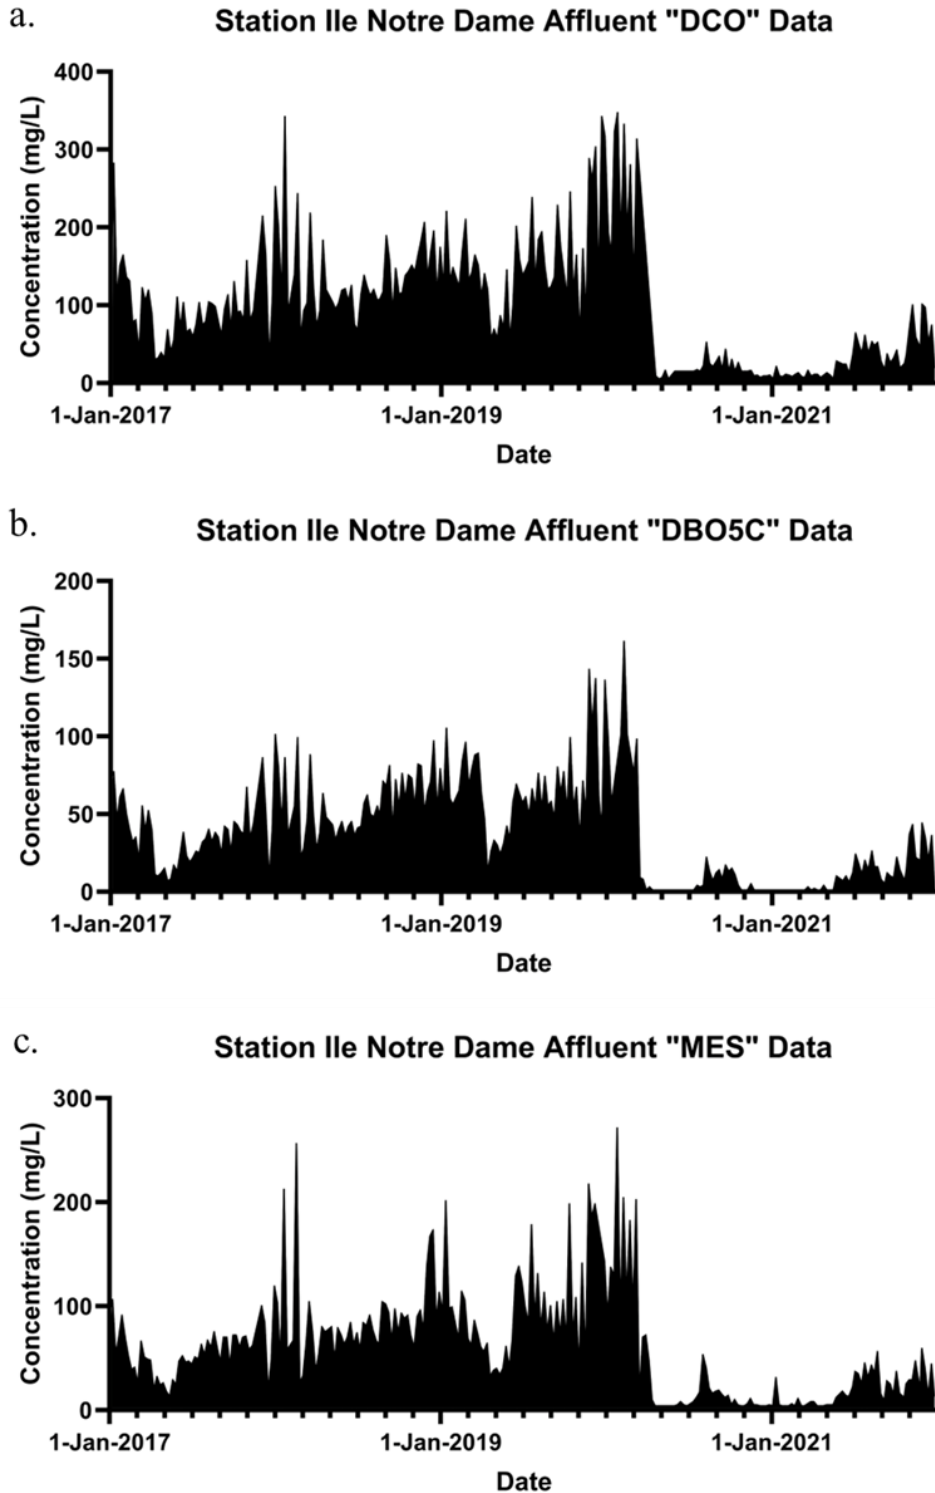 a.
Station Ile Notre Dame Affluent "DCO" Data
Concentration (mg/L)
400
300
200
100
0
1-Jan-2017
1-Jan-2019
1-Jan-2021
Date
b.
Station Ile Notre Dame Affluent "DBO5C" Data
Concentration (mg/L)
200
150
100
50
0
1-Jan-2017
1-Jan-2019
1-Jan-2021
Date
c.
Station Ile Notre Dame Affluent "MES" Data
Concentration (mg/L)
300
200
100
0
1-Jan-2017
1-Jan-2019
1-Jan-2021
Date